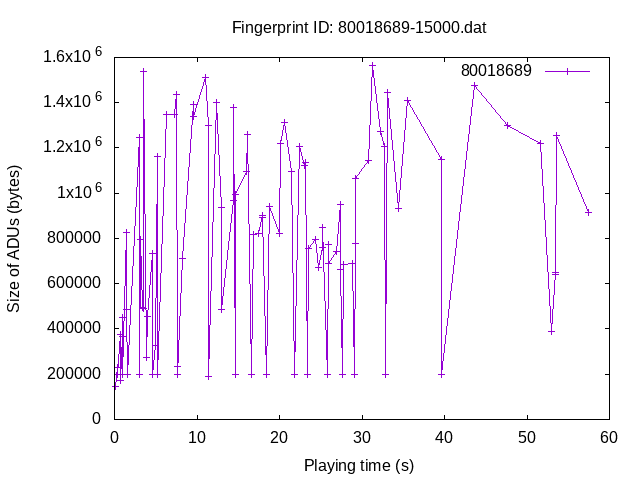 Fingerprint ID: 80018689-15000.dat
80018689
1.6x10^6
1.4x10^6
1.2x10^6
1x10^6
800000
600000
400000
200000
0
Size of ADUs (bytes)
0 10 20 30 40 50 60
Playing time (s)